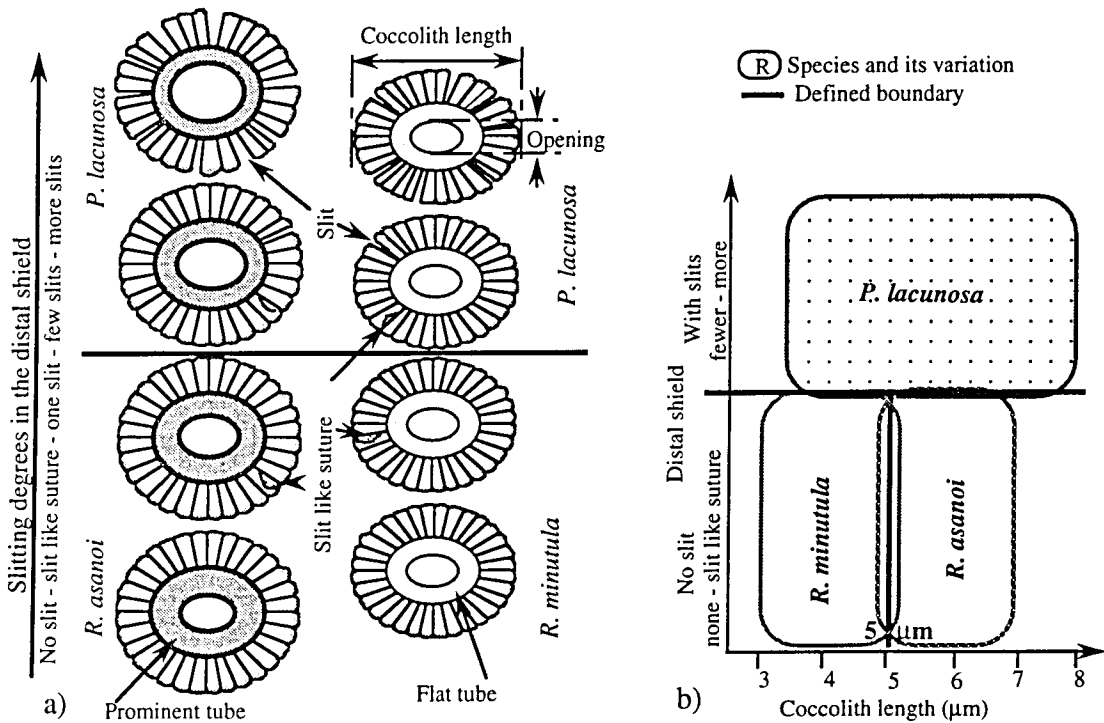 Slitting degrees in the distal shield
No slit - slit like suture - one slit - few slits - more slits
P. lacunosa
R. asanoi
Coccolith length
Opening
Slit
P. lacunosa
Slit like suture
R. minutula
Prominent tube
Flat tube
a)
R Species and its variation
Defined boundary
Distal shield
With slits
fewer - more
No slit
none - slit like suture
P. lacunosa
R. minutula
R. asanoi
5 μm
3 4 5 6 7 8
Coccolith length (μm)
b)